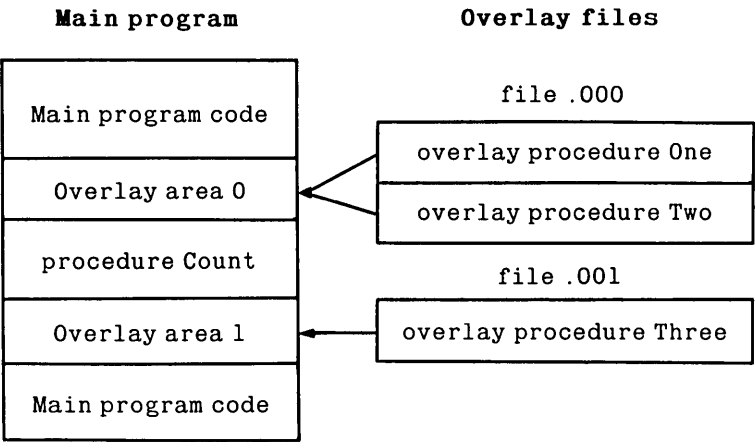 Main program
Main program code
Overlay area 0
procedure Count
Overlay area 1
Main program code
Overlay files
file .000
overlay procedure One
overlay procedure Two
file .001
overlay procedure Three